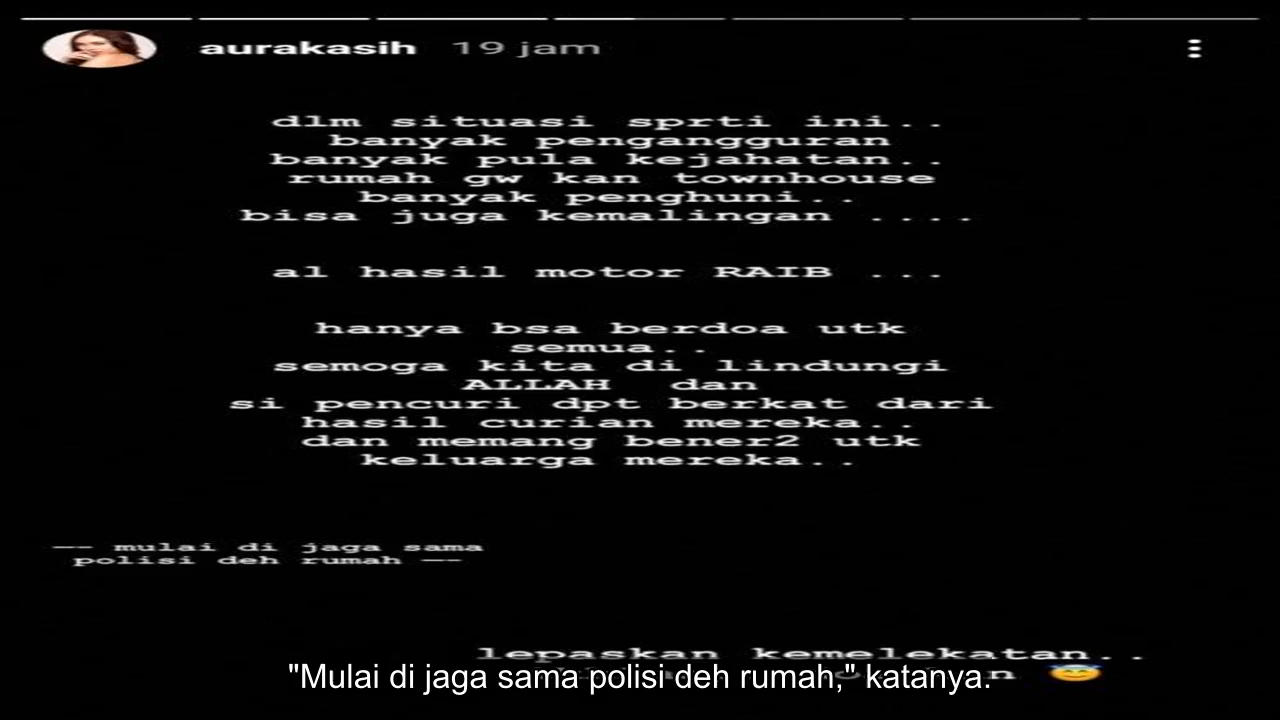 aurakasih 19 jam
dlm situasi sprti ini..
banyak pengangguran
banyak pula kejahatan..
rumah gw kan townhouse
banyak penghuni..
bisa juga kemalingan ....
al hasil motor RAIB ...
hanya bsa berdoa utk
semua..
semoga kita di lindungi
ALLAH dan
si pencuri dpt berkat dari
hasil curian mereka..
dan memang bener2 utk
keluarga mereka..
—- mulai di jaga sama
polisi deh rumah —-
lepaskan kemelekatan..
😇
"Mulai di jaga sama polisi deh rumah," katanya.